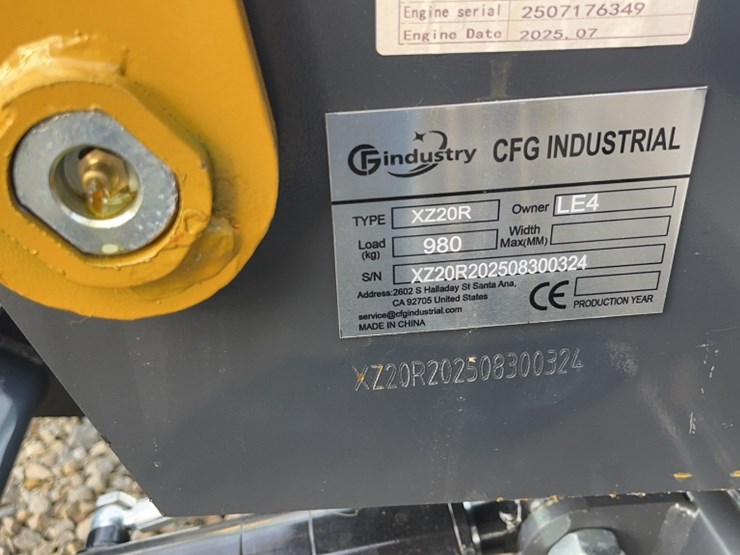 Engine serial 2507176349
Engine Date 2025.07
GFindustry CFG INDUSTRIAL
TYPE XZ20R Owner LE4
Load (kg) 980 Width Max(MM)
S/N XZ20R202508300324
Address:2602 S Halladay St Santa Ana,
CA 92705 United States
service@cfgindustrial.com
MADE IN CHINA
CE PRODUCTION YEAR
XZ20R202508300324